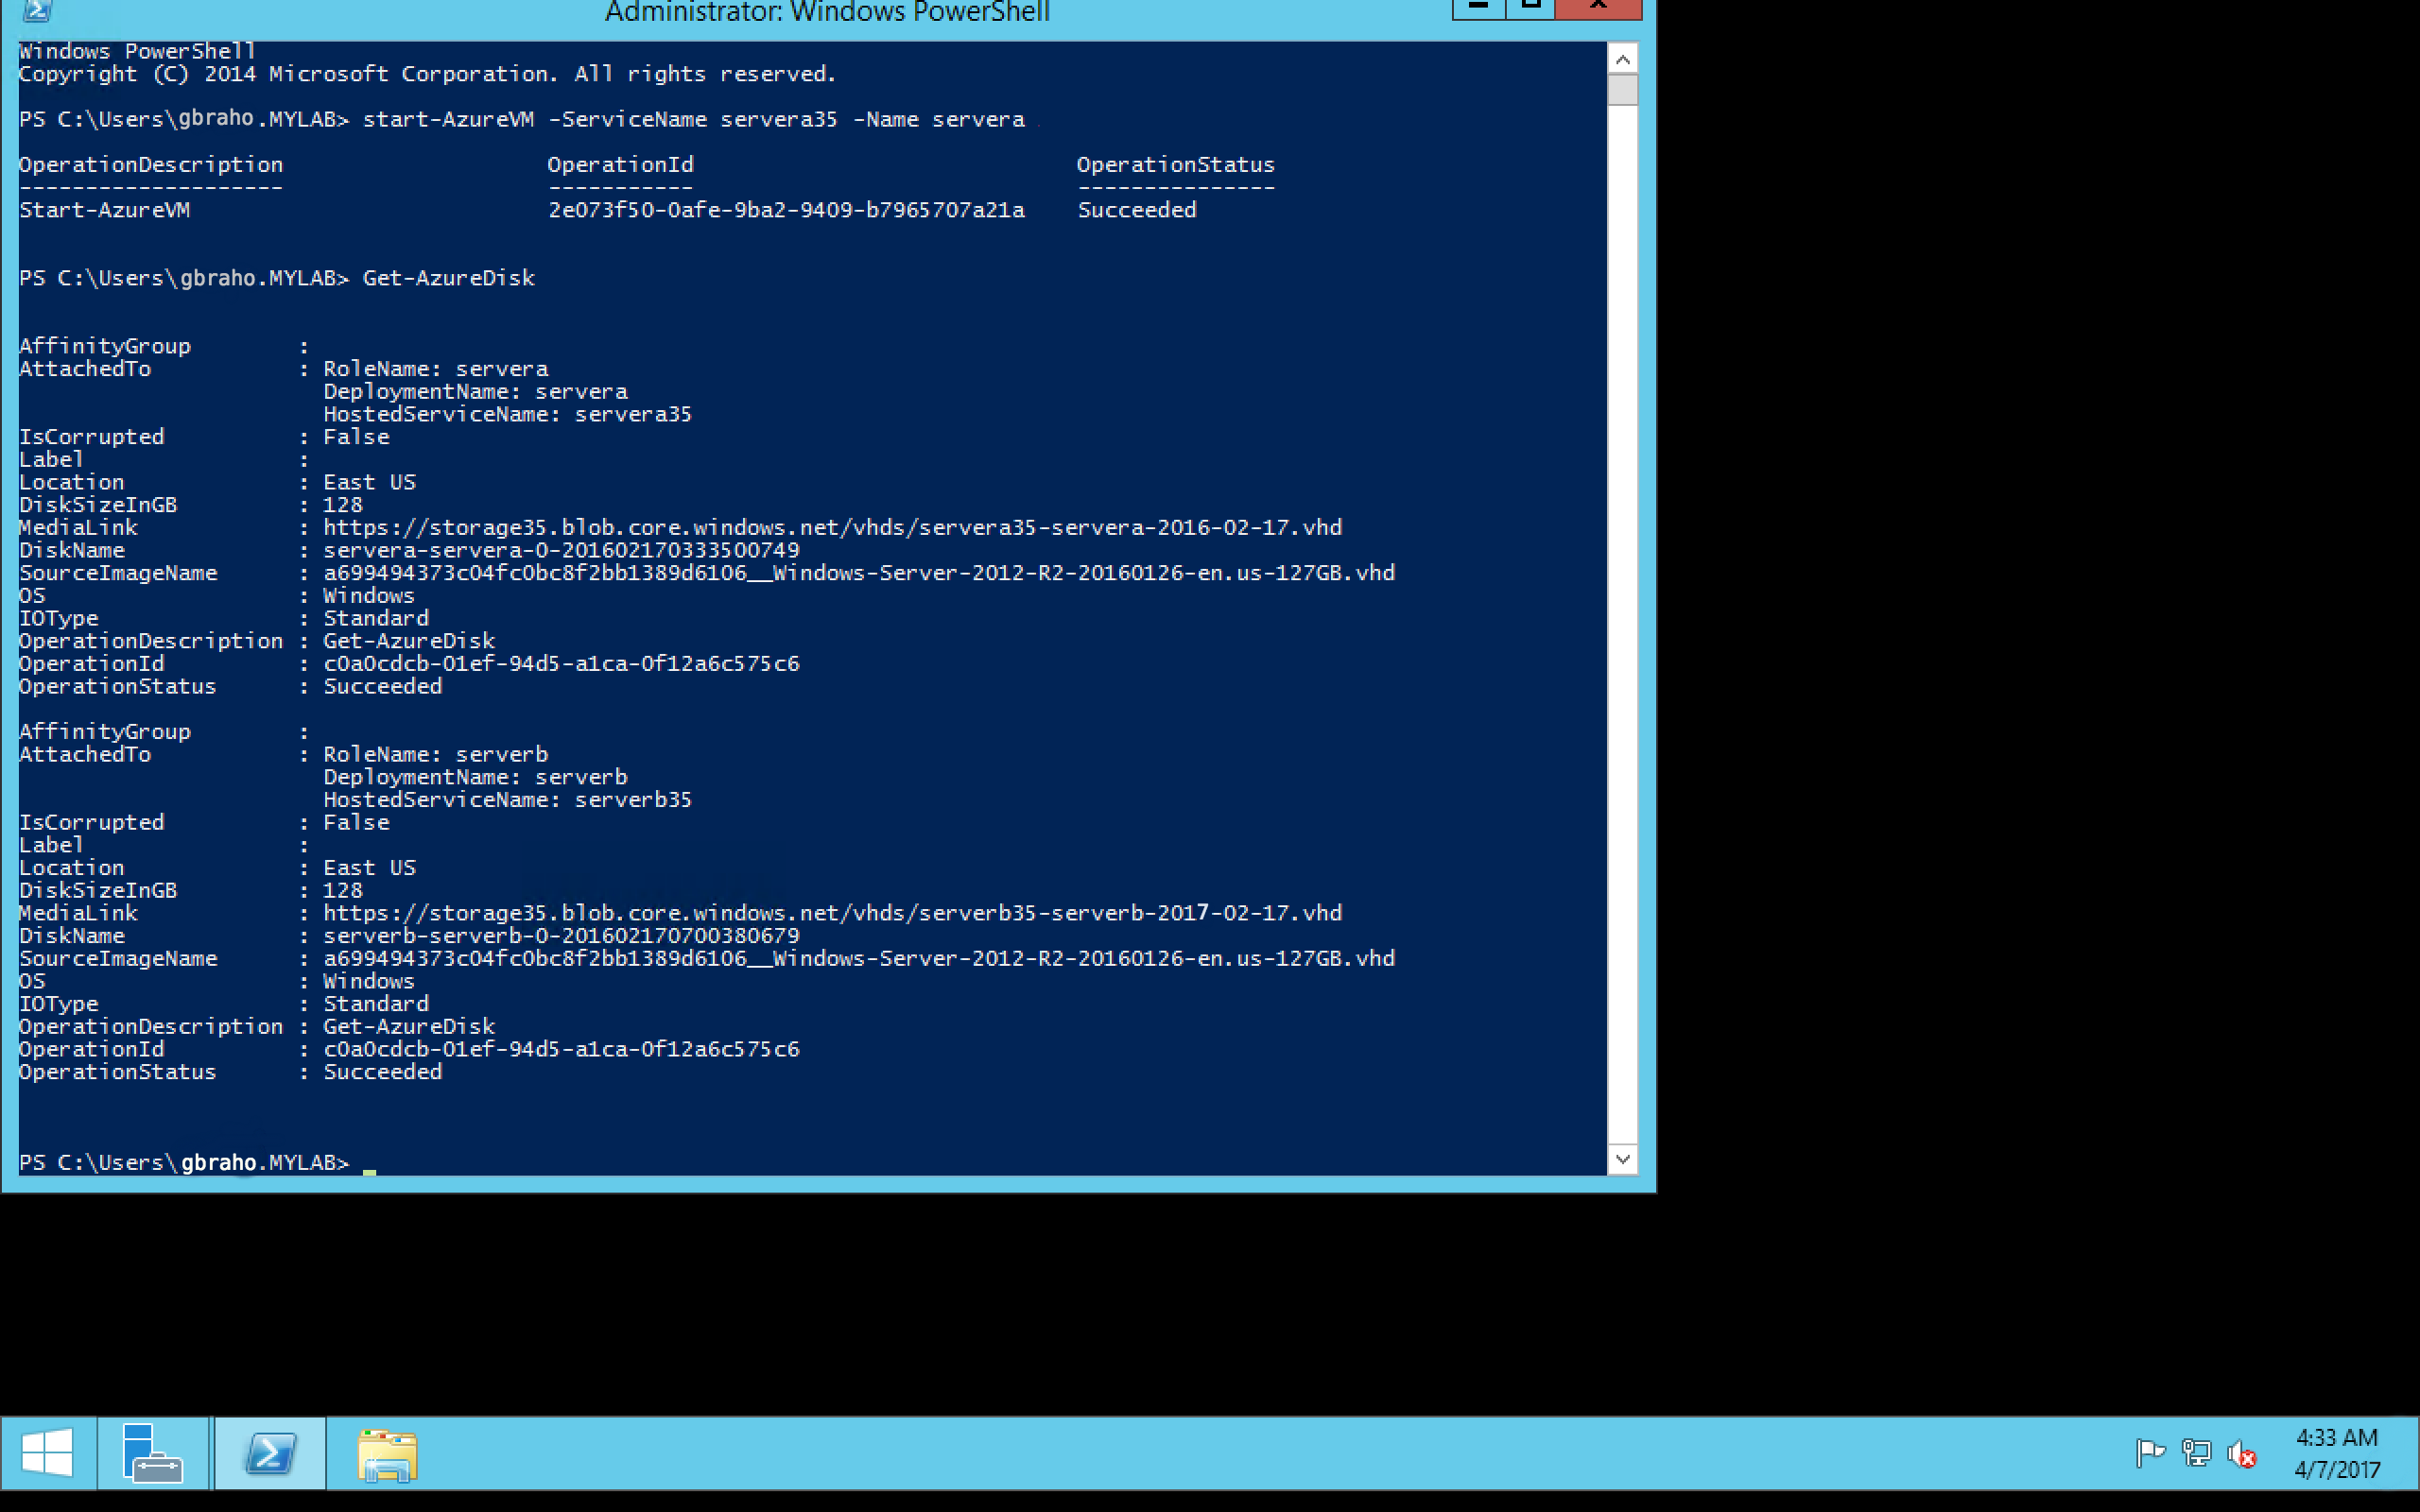 Administrator: Windows PowerShell
Windows PowerShell
Copyright (C) 2014 Microsoft Corporation. All rights reserved.
PS C:\Users\gbraho.MYLAB> start-AzureVM -ServiceName servera35 -Name servera
OperationDescription OperationId OperationStatus
-------------------- ----------- ---------------
Start-AzureVM 2e073f50-0afe-9ba2-9409-b7965707a21a Succeeded
PS C:\Users\gbraho.MYLAB> Get-AzureDisk
AffinityGroup :
AttachedTo : RoleName: servera
DeploymentName: servera
HostedServiceName: servera35
IsCorrupted : False
Label :
Location : East US
DiskSizeInGB : 128
MediaLink : https://storage35.blob.core.windows.net/vhds/servera35-servera-2016-02-17.vhd
DiskName : servera-servera-0-201602170333500749
SourceImageName : a699494373c04fc0bc8f2bb1389d6106__Windows-Server-2012-R2-20160126-en.us-127GB.vhd
OS : Windows
IOType : Standard
OperationDescription : Get-AzureDisk
OperationId : c0a0cdcb-01ef-94d5-a1ca-0f12a6c575c6
OperationStatus : Succeeded
AffinityGroup :
AttachedTo : RoleName: serverb
DeploymentName: serverb
HostedServiceName: serverb35
IsCorrupted : False
Label :
Location : East US
DiskSizeInGB : 128
MediaLink : https://storage35.blob.core.windows.net/vhds/serverb35-serverb-2017-02-17.vhd
DiskName : serverb-serverb-0-201602170700380679
SourceImageName : a699494373c04fc0bc8f2bb1389d6106__Windows-Server-2012-R2-20160126-en.us-127GB.vhd
OS : Windows
IOType : Standard
OperationDescription : Get-AzureDisk
OperationId : c0a0cdcb-01ef-94d5-a1ca-0f12a6c575c6
OperationStatus : Succeeded
PS C:\Users\gbraho.MYLAB> _
4:33 AM
4/7/2017